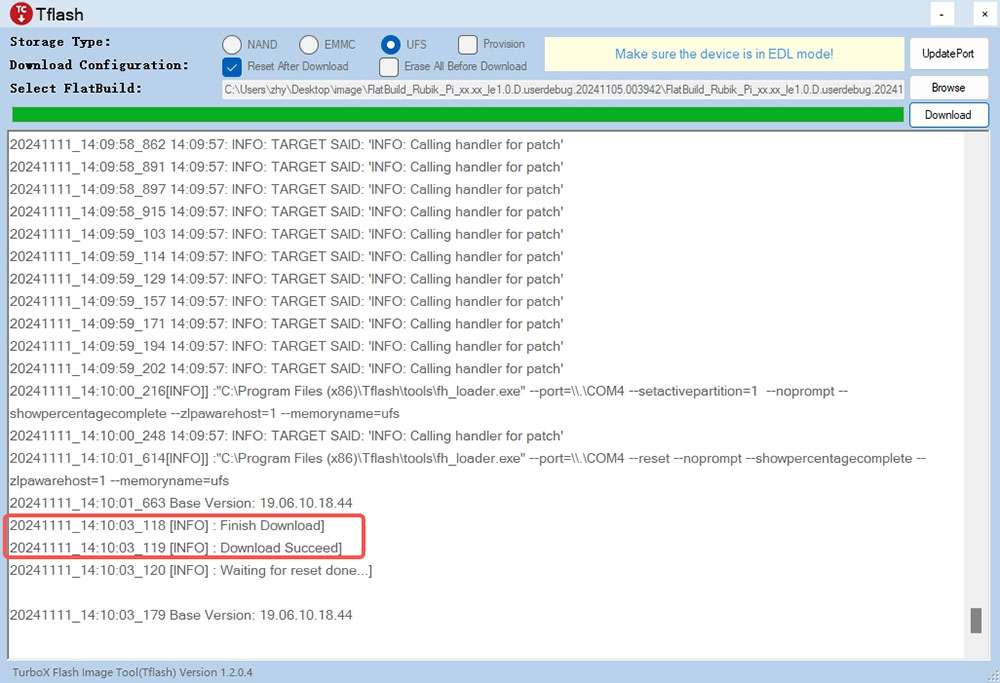 TC Tflash - ×
Storage Type: NAND EMMC UFS Provision Make sure the device is in EDL mode! UpdatePort
Download Configuration: Reset After Download Erase All Before Download
Select FlatBuild: C:\Users\zhy\Desktop\image\FlatBuild_Rubik_Pi_xx.xx_le1.0.D.userdebug.20241105.003942\FlatBuild_Rubik_Pi_xx.xx_le1.0.D.userdebug.20241 Browse
Download
20241111_14:09:58_862 14:09:57: INFO: TARGET SAID: 'INFO: Calling handler for patch'
20241111_14:09:58_891 14:09:57: INFO: TARGET SAID: 'INFO: Calling handler for patch'
20241111_14:09:58_897 14:09:57: INFO: TARGET SAID: 'INFO: Calling handler for patch'
20241111_14:09:58_915 14:09:57: INFO: TARGET SAID: 'INFO: Calling handler for patch'
20241111_14:09:59_103 14:09:57: INFO: TARGET SAID: 'INFO: Calling handler for patch'
20241111_14:09:59_114 14:09:57: INFO: TARGET SAID: 'INFO: Calling handler for patch'
20241111_14:09:59_129 14:09:57: INFO: TARGET SAID: 'INFO: Calling handler for patch'
20241111_14:09:59_157 14:09:57: INFO: TARGET SAID: 'INFO: Calling handler for patch'
20241111_14:09:59_171 14:09:57: INFO: TARGET SAID: 'INFO: Calling handler for patch'
20241111_14:09:59_194 14:09:57: INFO: TARGET SAID: 'INFO: Calling handler for patch'
20241111_14:09:59_202 14:09:57: INFO: TARGET SAID: 'INFO: Calling handler for patch'
20241111_14:10:00_216[INFO]] :"C:\Program Files (x86)\Tflash\tools\fh_loader.exe" --port=\\.\COM4 --setactivepartition=1  --noprompt --
showpercentagecomplete --zlpawarehost=1 --memoryname=ufs
20241111_14:10:00_248 14:09:57: INFO: TARGET SAID: 'INFO: Calling handler for patch'
20241111_14:10:01_614[INFO]] :"C:\Program Files (x86)\Tflash\tools\fh_loader.exe" --port=\\.\COM4 --reset --noprompt --showpercentagecomplete --
zlpawarehost=1 --memoryname=ufs
20241111_14:10:01_663 Base Version: 19.06.10.18.44
20241111_14:10:03_118 [INFO] : Finish Download]
20241111_14:10:03_119 [INFO] : Download Succeed]
20241111_14:10:03_120 [INFO] : Waiting for reset done...]
20241111_14:10:03_179 Base Version: 19.06.10.18.44
TurboX Flash Image Tool(Tflash) Version 1.2.0.4